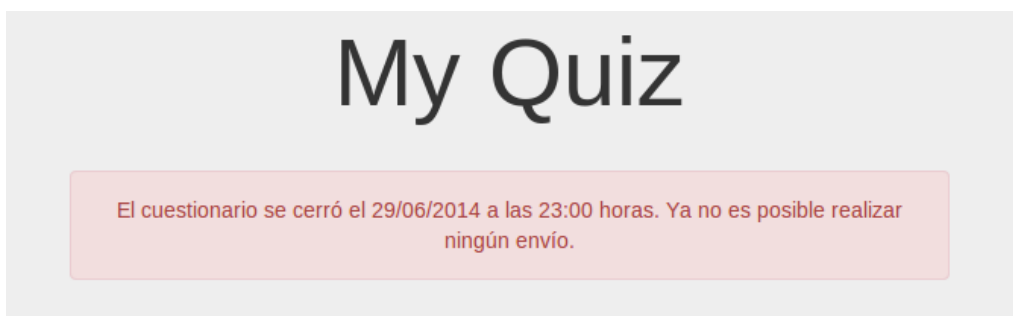 My Quiz
El cuestionario se cerró el 29/06/2014 a las 23:00 horas. Ya no es posible realizar
ningún envío.